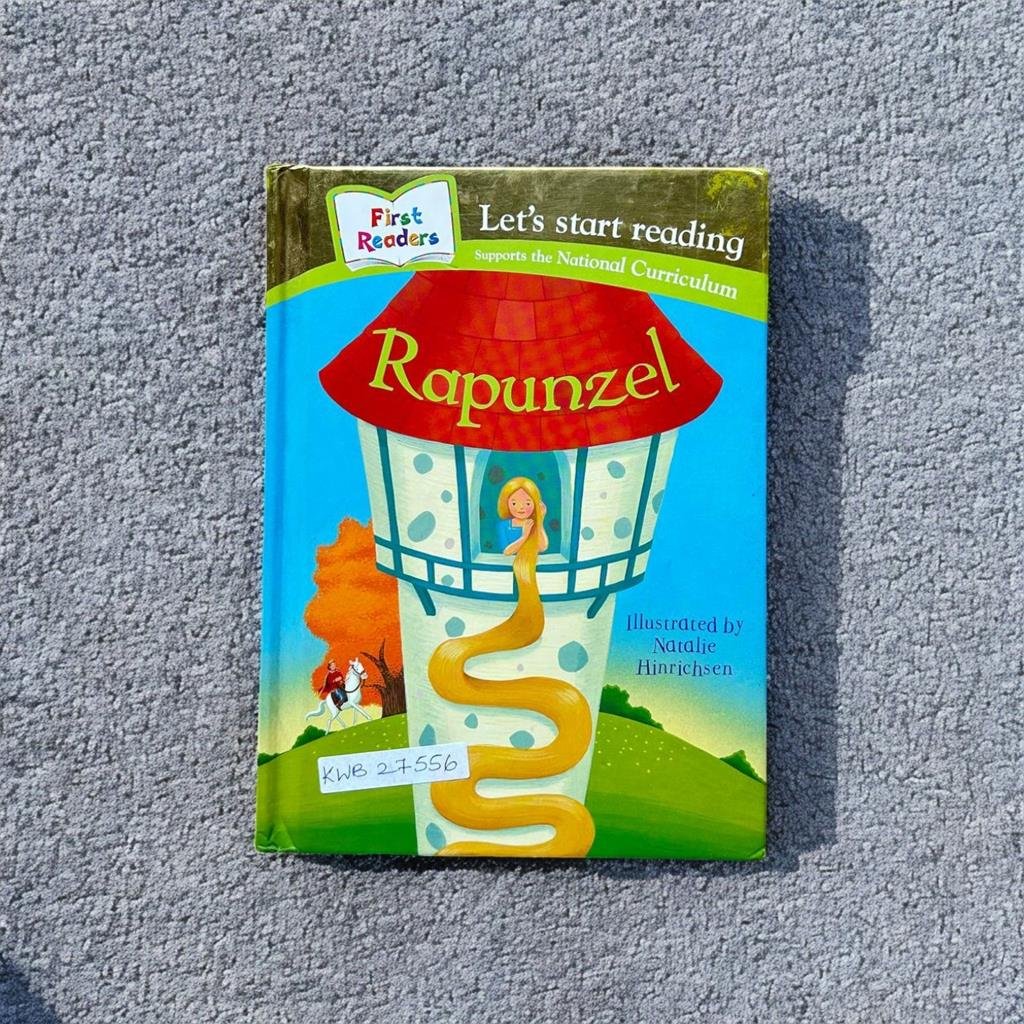 First
Readers
Let's start reading
Supports the National Curriculum
Rapunzel
Illustrated by
Natalie
Hinrichsen
KWB 27556